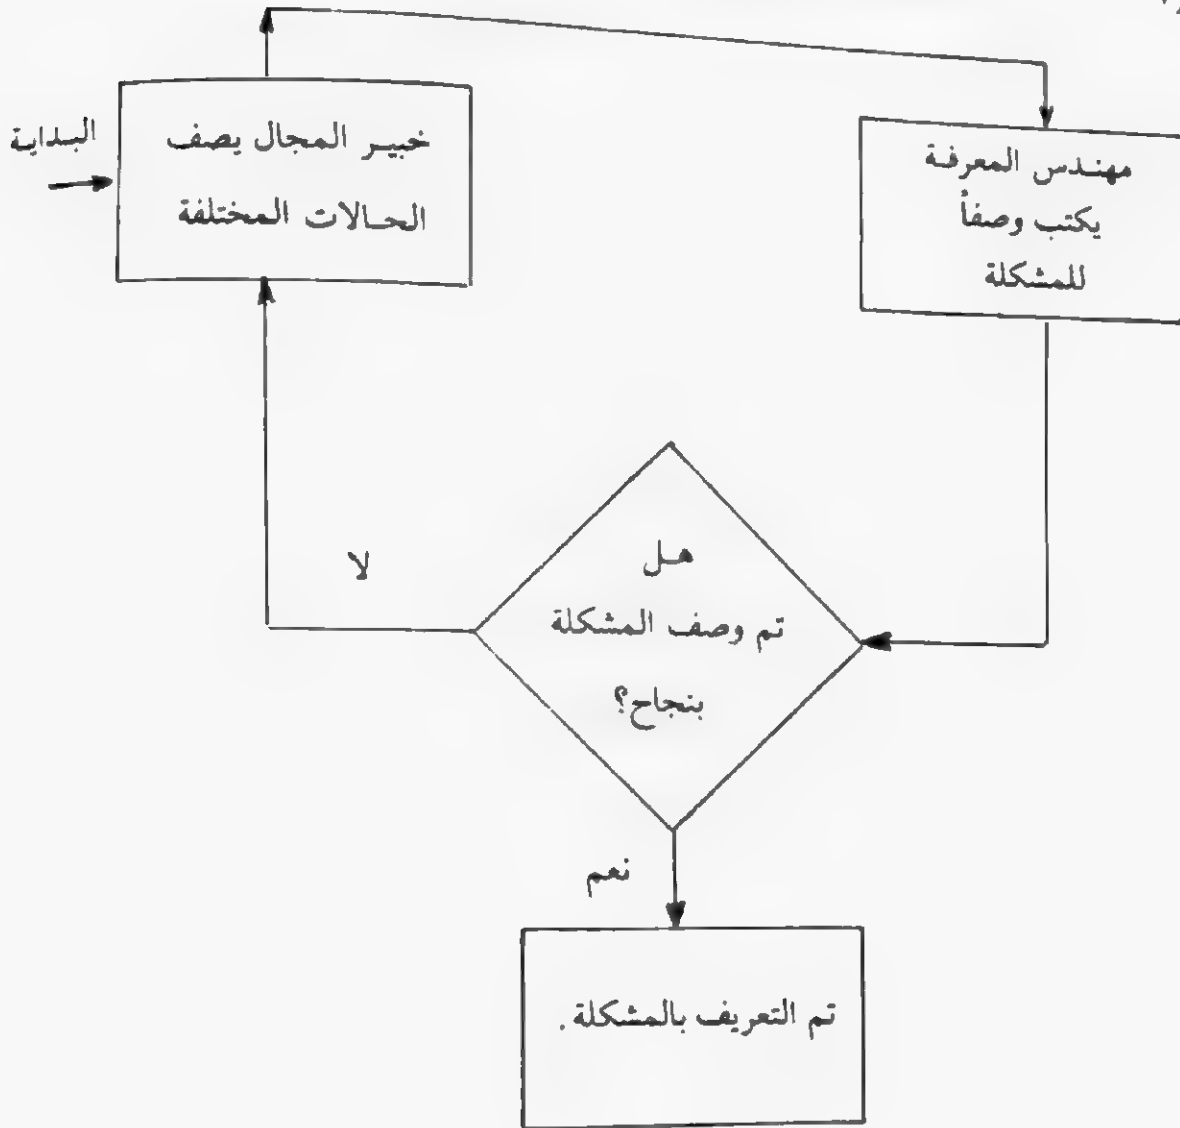 البداية
خبير المجال يصف
الحالات المختلفة
مهندس المعرفة
يكتب وصفاً
للمشكلة
هل
تم وصف المشكلة
بنجاح؟
لا
نعم
تم التعريف بالمشكلة.